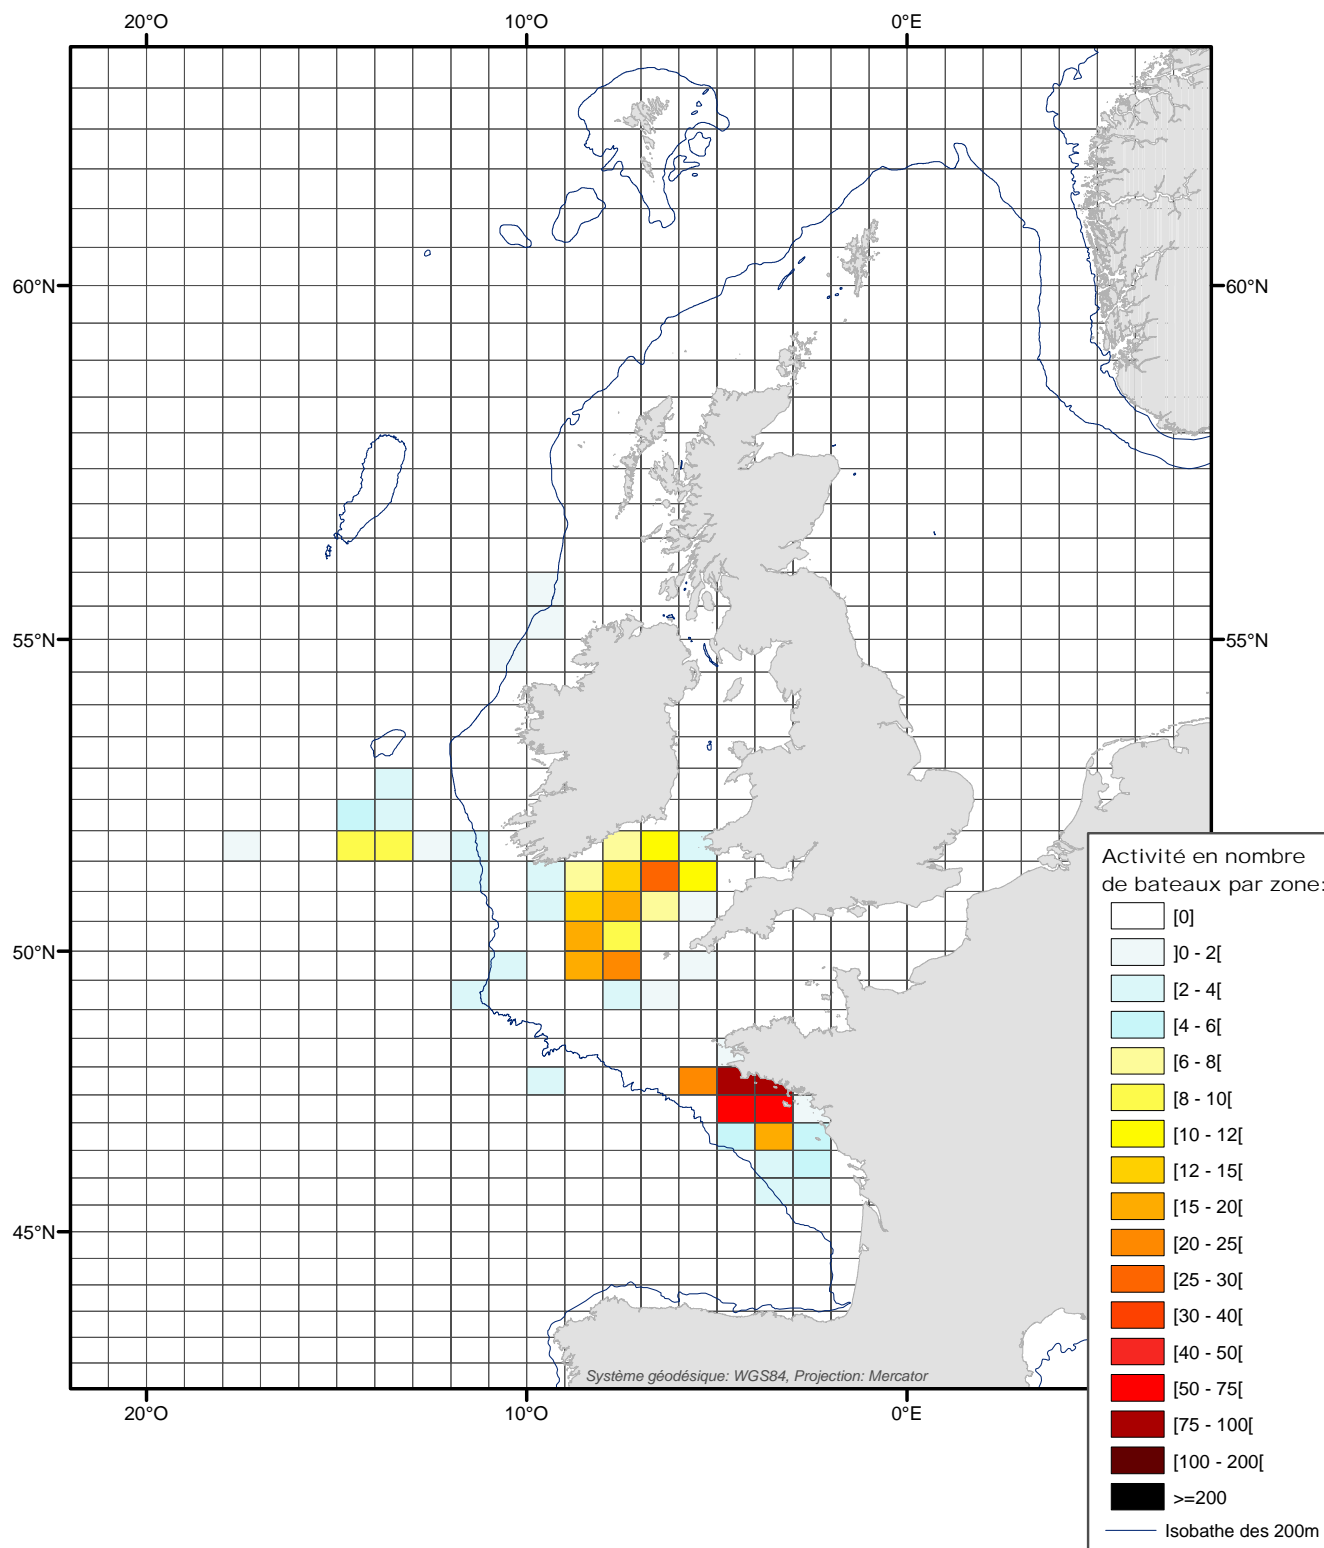 20°O 10°O 0°E
60°N 60°N
55°N 55°N
50°N
45°N
Système géodésique: WGS84, Projection: Mercator
20°O 10°O 0°E
Activité en nombre
de bateaux par zone:
[0]
]0 - 2[
[2 - 4[
[4 - 6[
[6 - 8[
[8 - 10[
[10 - 12[
[12 - 15[
[15 - 20[
[20 - 25[
[25 - 30[
[30 - 40[
[40 - 50[
[50 - 75[
[75 - 100[
[100 - 200[
>=200
Isobathe des 200m